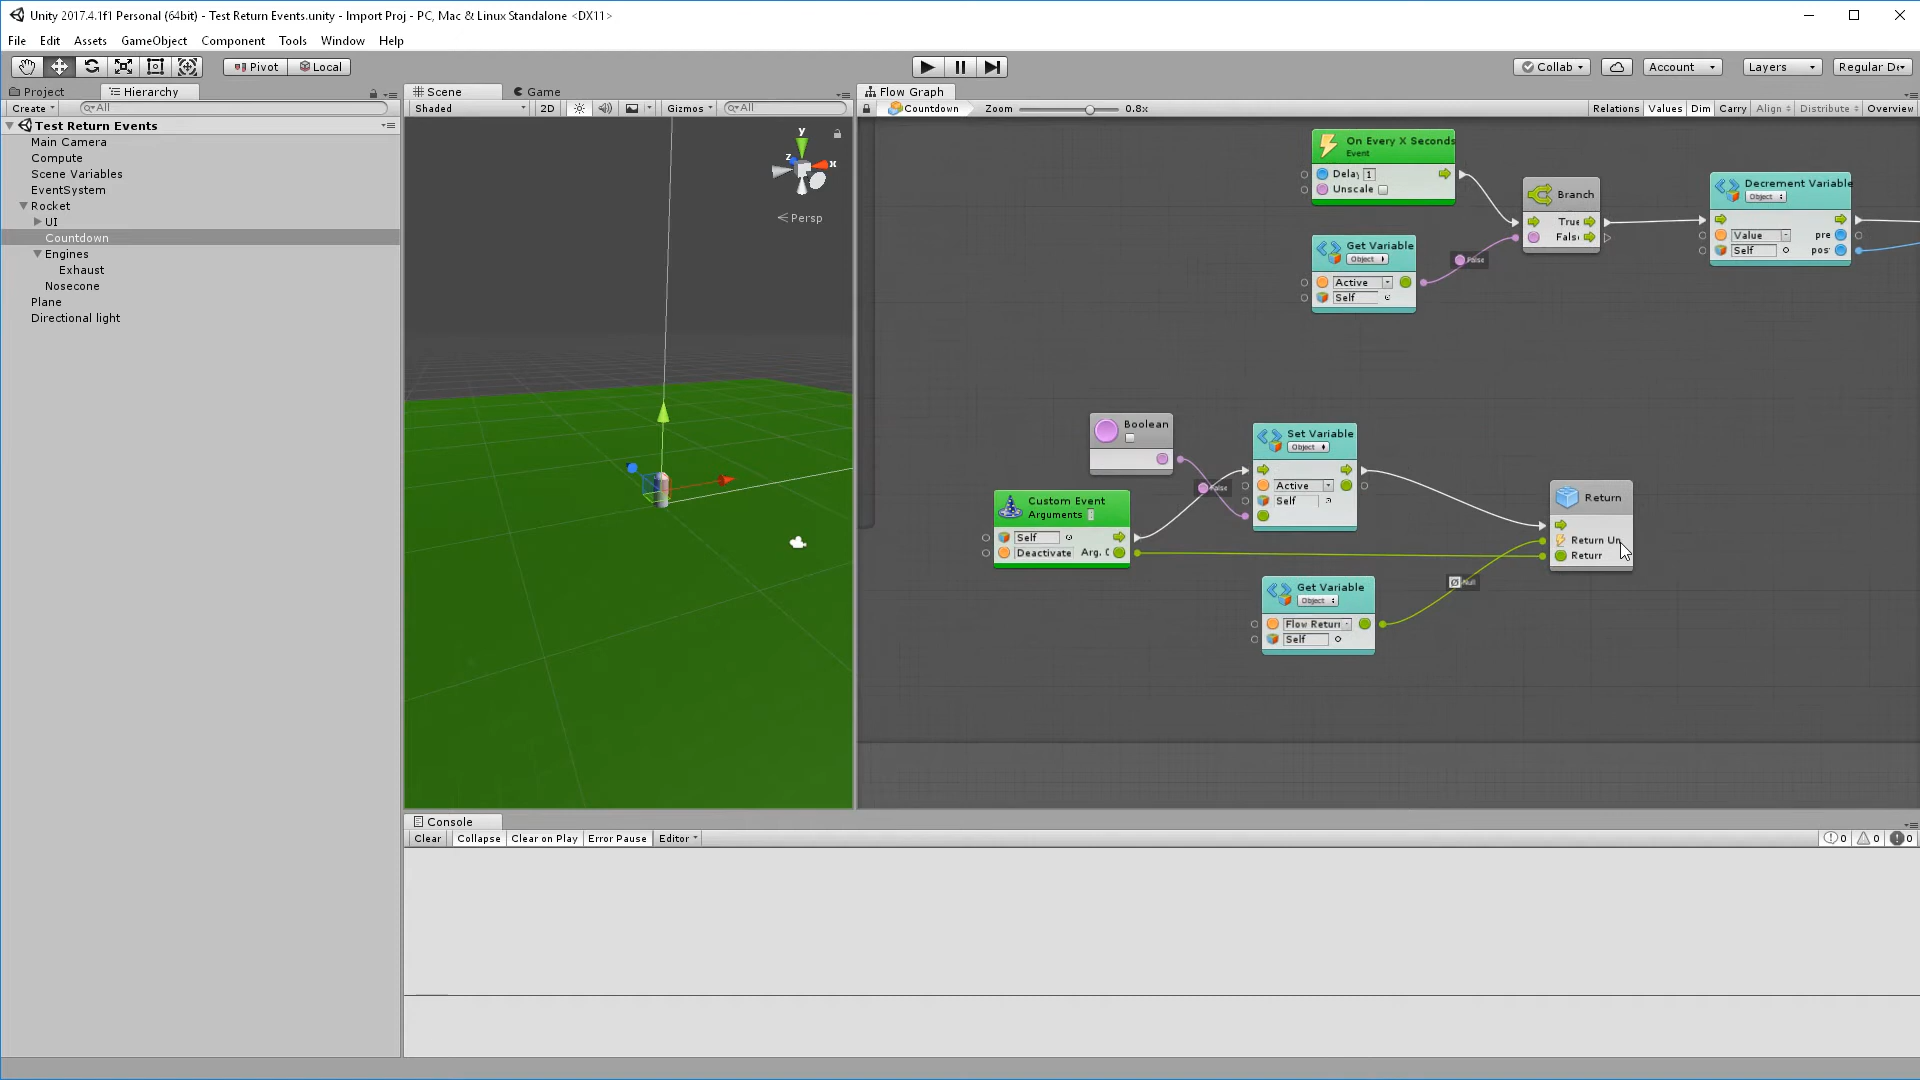 Unity 2017.4.1f1 Personal (64bit) - Test Return Events.unity - Import Proj - PC, Mac & Linux Standalone <DX11>
File Edit Assets GameObject Component Tools Window Help
Pivot Local Collab Account Layers Regular De
Project Hierarchy Scene Game Flow Graph
Create All Shaded 2D Gizmos All Countdown Zoom 0.8x Relations Values Dim Carry Align Distribute Overview
Test Return Events
Main Camera
Compute
Scene Variables
EventSystem
Rocket
UI
Countdown
Engines
Exhaust
Nosecone
Plane
Directional light
y
z x
Persp
On Every X Seconds
Event
Delay 1
Unscale
Branch
True
False
Decrement Variable
Object
Value pre
Self pos
Get Variable
Object
Active
Self
False
Boolean
Set Variable
Object
Active
Self
False
Custom Event
Arguments
Self
Deactivate Arg. 0
Return
Return Un
Return
Get Variable
Object
Flow Return
Self
Null
Console
Clear Collapse Clear on Play Error Pause Editor 0 0 0